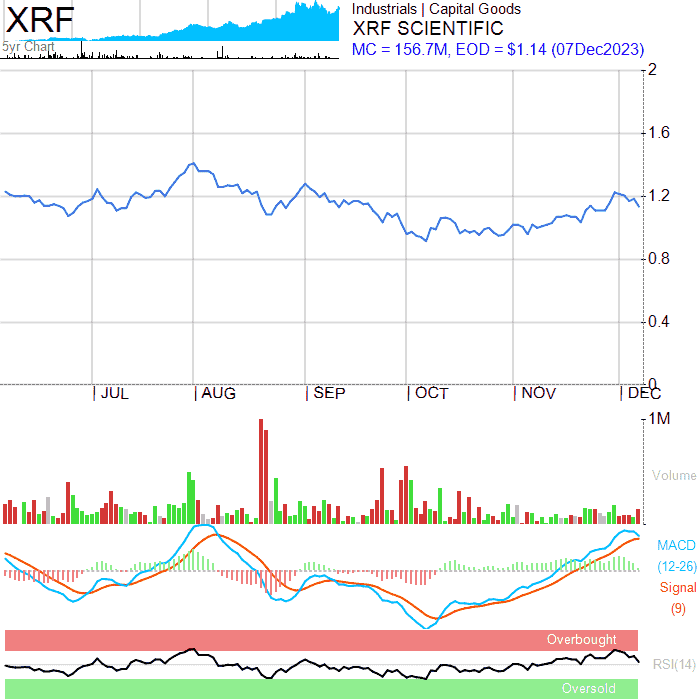 XRF
5yr Chart
Industrials | Capital Goods
XRF SCIENTIFIC
MC = 156.7M, EOD = $1.14 (07Dec2023)
2
1.6
1.2
0.8
0.4
0
JUL AUG SEP OCT NOV DEC
1M
Volume
MACD
(12-26)
Signal
(9)
Overbought
RSI(14)
Oversold